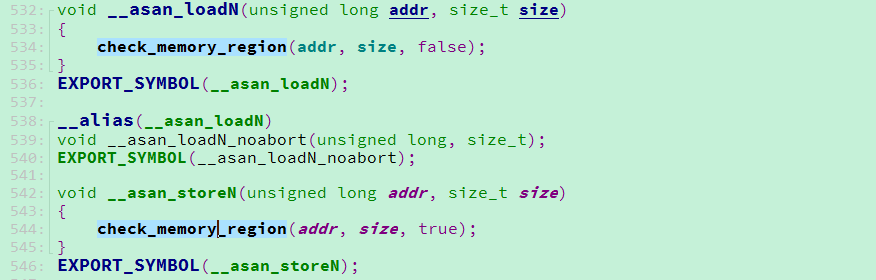 532: void __asan_loadN(unsigned long addr, size_t size)
533: {
534:     check_memory_region(addr, size, false);
535: }
536: EXPORT_SYMBOL(__asan_loadN);
537:
538: __alias(__asan_loadN)
539: void __asan_loadN_noabort(unsigned long, size_t);
540: EXPORT_SYMBOL(__asan_loadN_noabort);
541:
542: void __asan_storeN(unsigned long addr, size_t size)
543: {
544:     check_memory_region(addr, size, true);
545: }
546: EXPORT_SYMBOL(__asan_storeN);